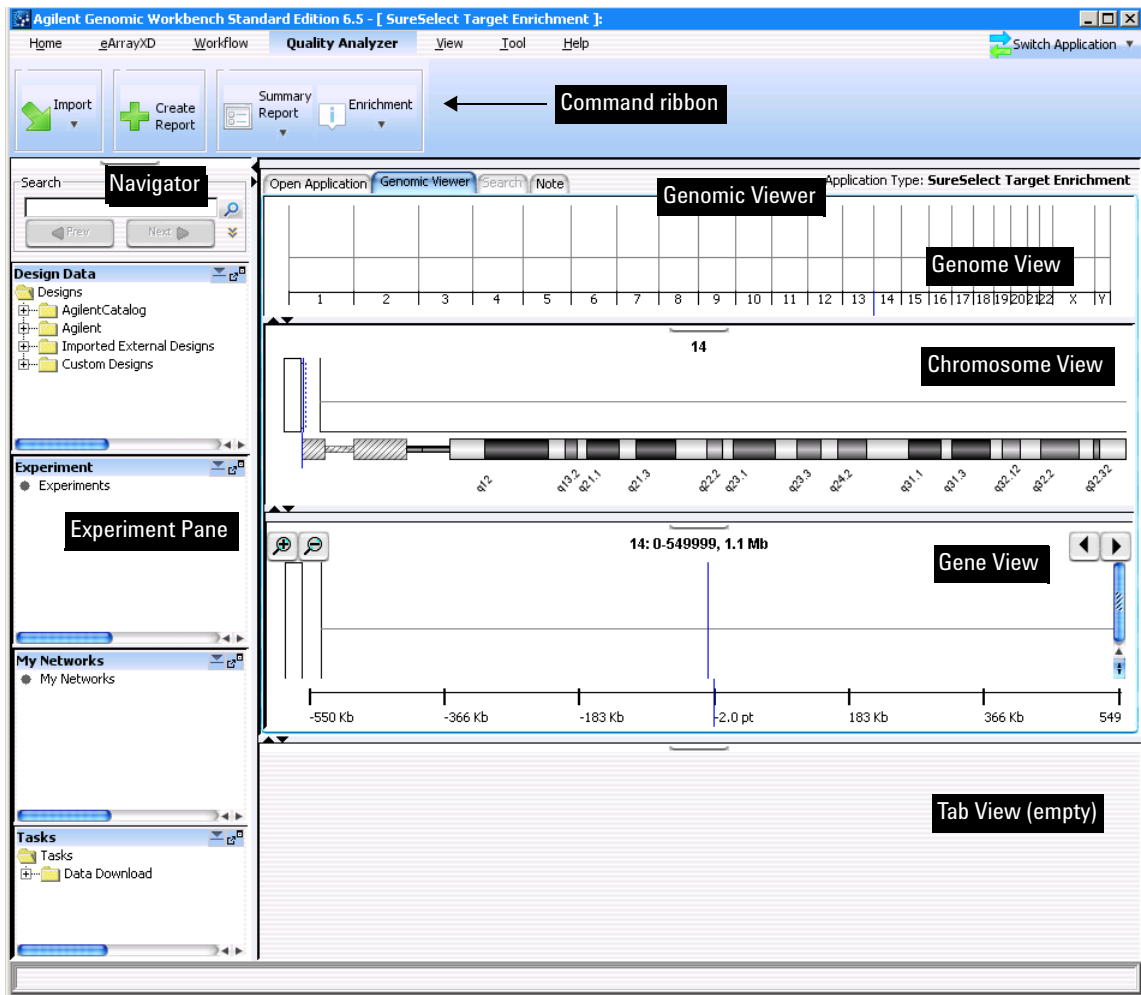 Agilent Genomic Workbench Standard Edition 6.5 - [ SureSelect Target Enrichment ]:
Home eArrayXD Workflow Quality Analyzer View Tool Help Switch Application
Import Create Report Summary Report Enrichment
Command ribbon
Search
Navigator
Prev Next
Design Data
Designs
AgilentCatalog
Agilent
Imported External Designs
Custom Designs
Experiment
Experiments
Experiment Pane
My Networks
My Networks
Tasks
Tasks
Data Download
Open Application Genomic Viewer Search Note Application Type: SureSelect Target Enrichment
Genomic Viewer
Genome View
1 2 3 4 5 6 7 8 9 10 11 12 13 14 15 16 17 18 19 20 21 22 X Y
14
Chromosome View
q12 q13.2 q21.1 q21.3 q22.2 q23.1 q23.3 q24.2 q31.1 q31.3 q32.12 q32.2 q32.32
14: 0-549999, 1.1 Mb
Gene View
-550 Kb -366 Kb -183 Kb -2.0 pt 183 Kb 366 Kb 549
Tab View (empty)